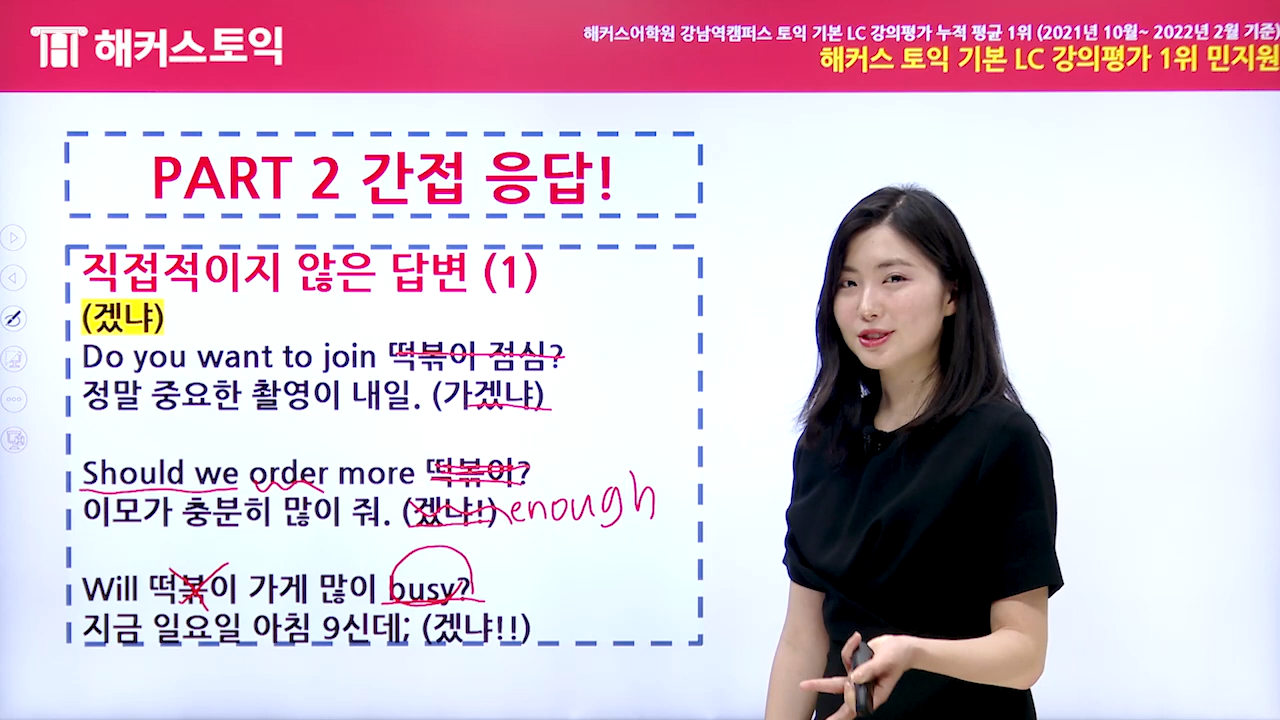 해커스토익
해커스어학원 강남역캠퍼스 토익 기본 LC 강의평가 누적 평균 1위 (2021년 10월~ 2022년 2월 기준)
해커스 토익 기본 LC 강의평가 1위 민지원
PART 2 간접 응답!
직접적이지 않은 답변 (1)
(겠냐)
Do you want to join 떡볶이 점심?
정말 중요한 촬영이 내일. (가겠냐)
Should we order more 떡볶이?
이모가 충분히 많이 줘. (겠냐!) enough
Will 떡볶이 가게 많이 busy?
지금 일요일 아침 9신데; (겠냐!!)